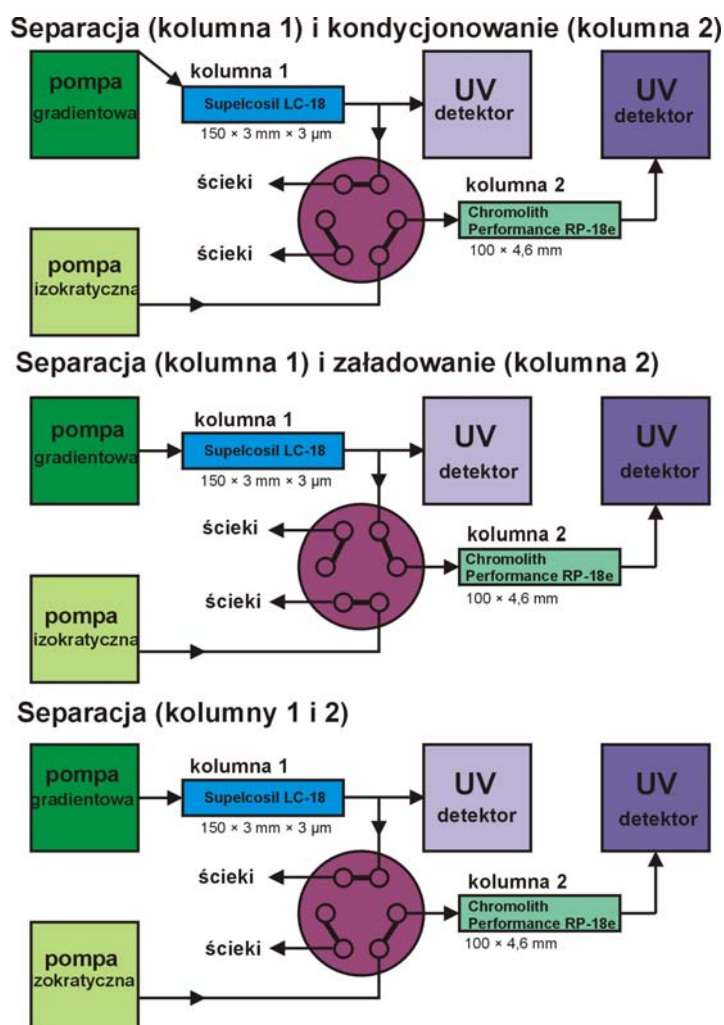 Separacja (kolumna 1) i kondycjonowanie (kolumna 2)
pompa
gradientowa
kolumna 1
Supelcosil LC-18
150 × 3 mm × 3 µm
UV
detektor
UV
detektor
ścieki
ścieki
kolumna 2
Chromolith
Performance RP-18e
100 × 4,6 mm
pompa
izokratyczna
Separacja (kolumna 1) i załadowanie (kolumna 2)
pompa
gradientowa
kolumna 1
Supelcosil LC-18
150 × 3 mm × 3 µm
UV
detektor
UV
detektor
ścieki
ścieki
kolumna 2
Chromolith
Performance RP-18e
100 × 4,6 mm
pompa
izokratyczna
Separacja (kolumny 1 i 2)
pompa
gradientowa
kolumna 1
Supelcosil LC-18
150 × 3 mm × 3 µm
UV
detektor
UV
detektor
ścieki
ścieki
kolumna 2
Chromolith
Performance RP-18e
100 × 4,6 mm
pompa
zokratyczna